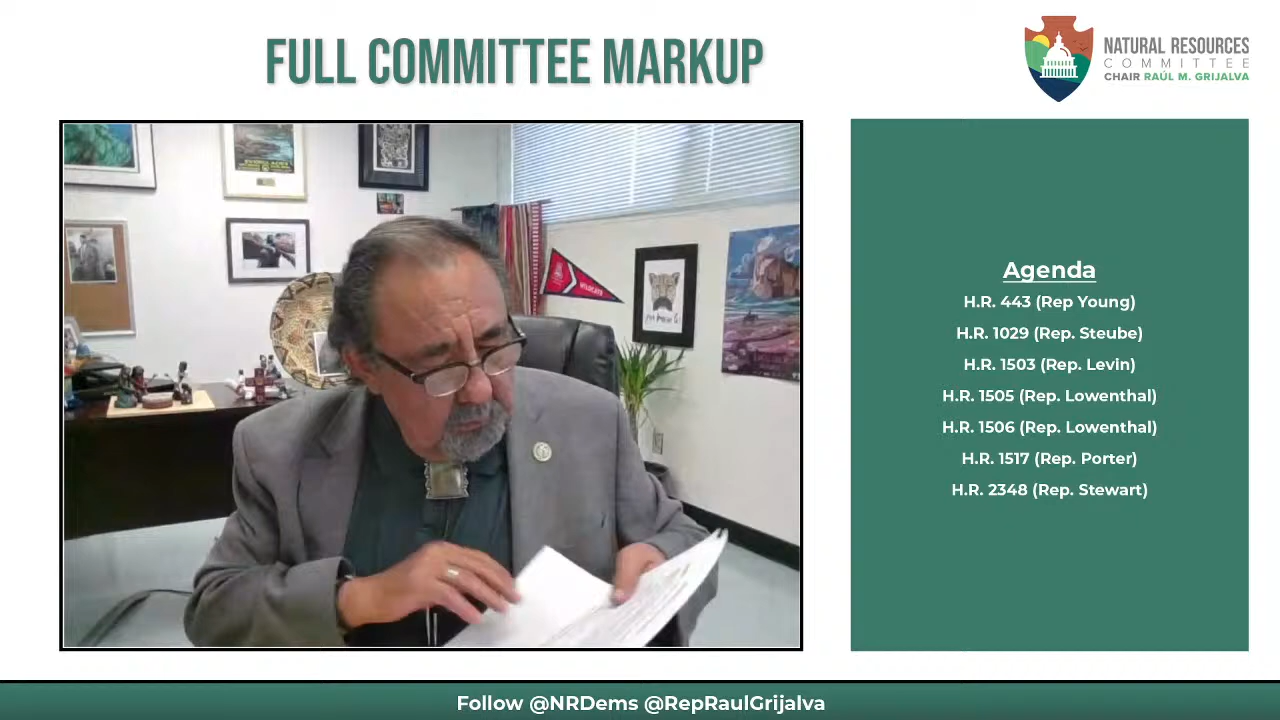 FULL COMMITTEE MARKUP
NATURAL RESOURCES
COMMITTEE
CHAIR RAÚL M. GRIJALVA
WILDCATS
Agenda
H.R. 443 (Rep Young)
H.R. 1029 (Rep. Steube)
H.R. 1503 (Rep. Levin)
H.R. 1505 (Rep. Lowenthal)
H.R. 1506 (Rep. Lowenthal)
H.R. 1517 (Rep. Porter)
H.R. 2348 (Rep. Stewart)
Follow @NRDems @RepRaulGrijalva